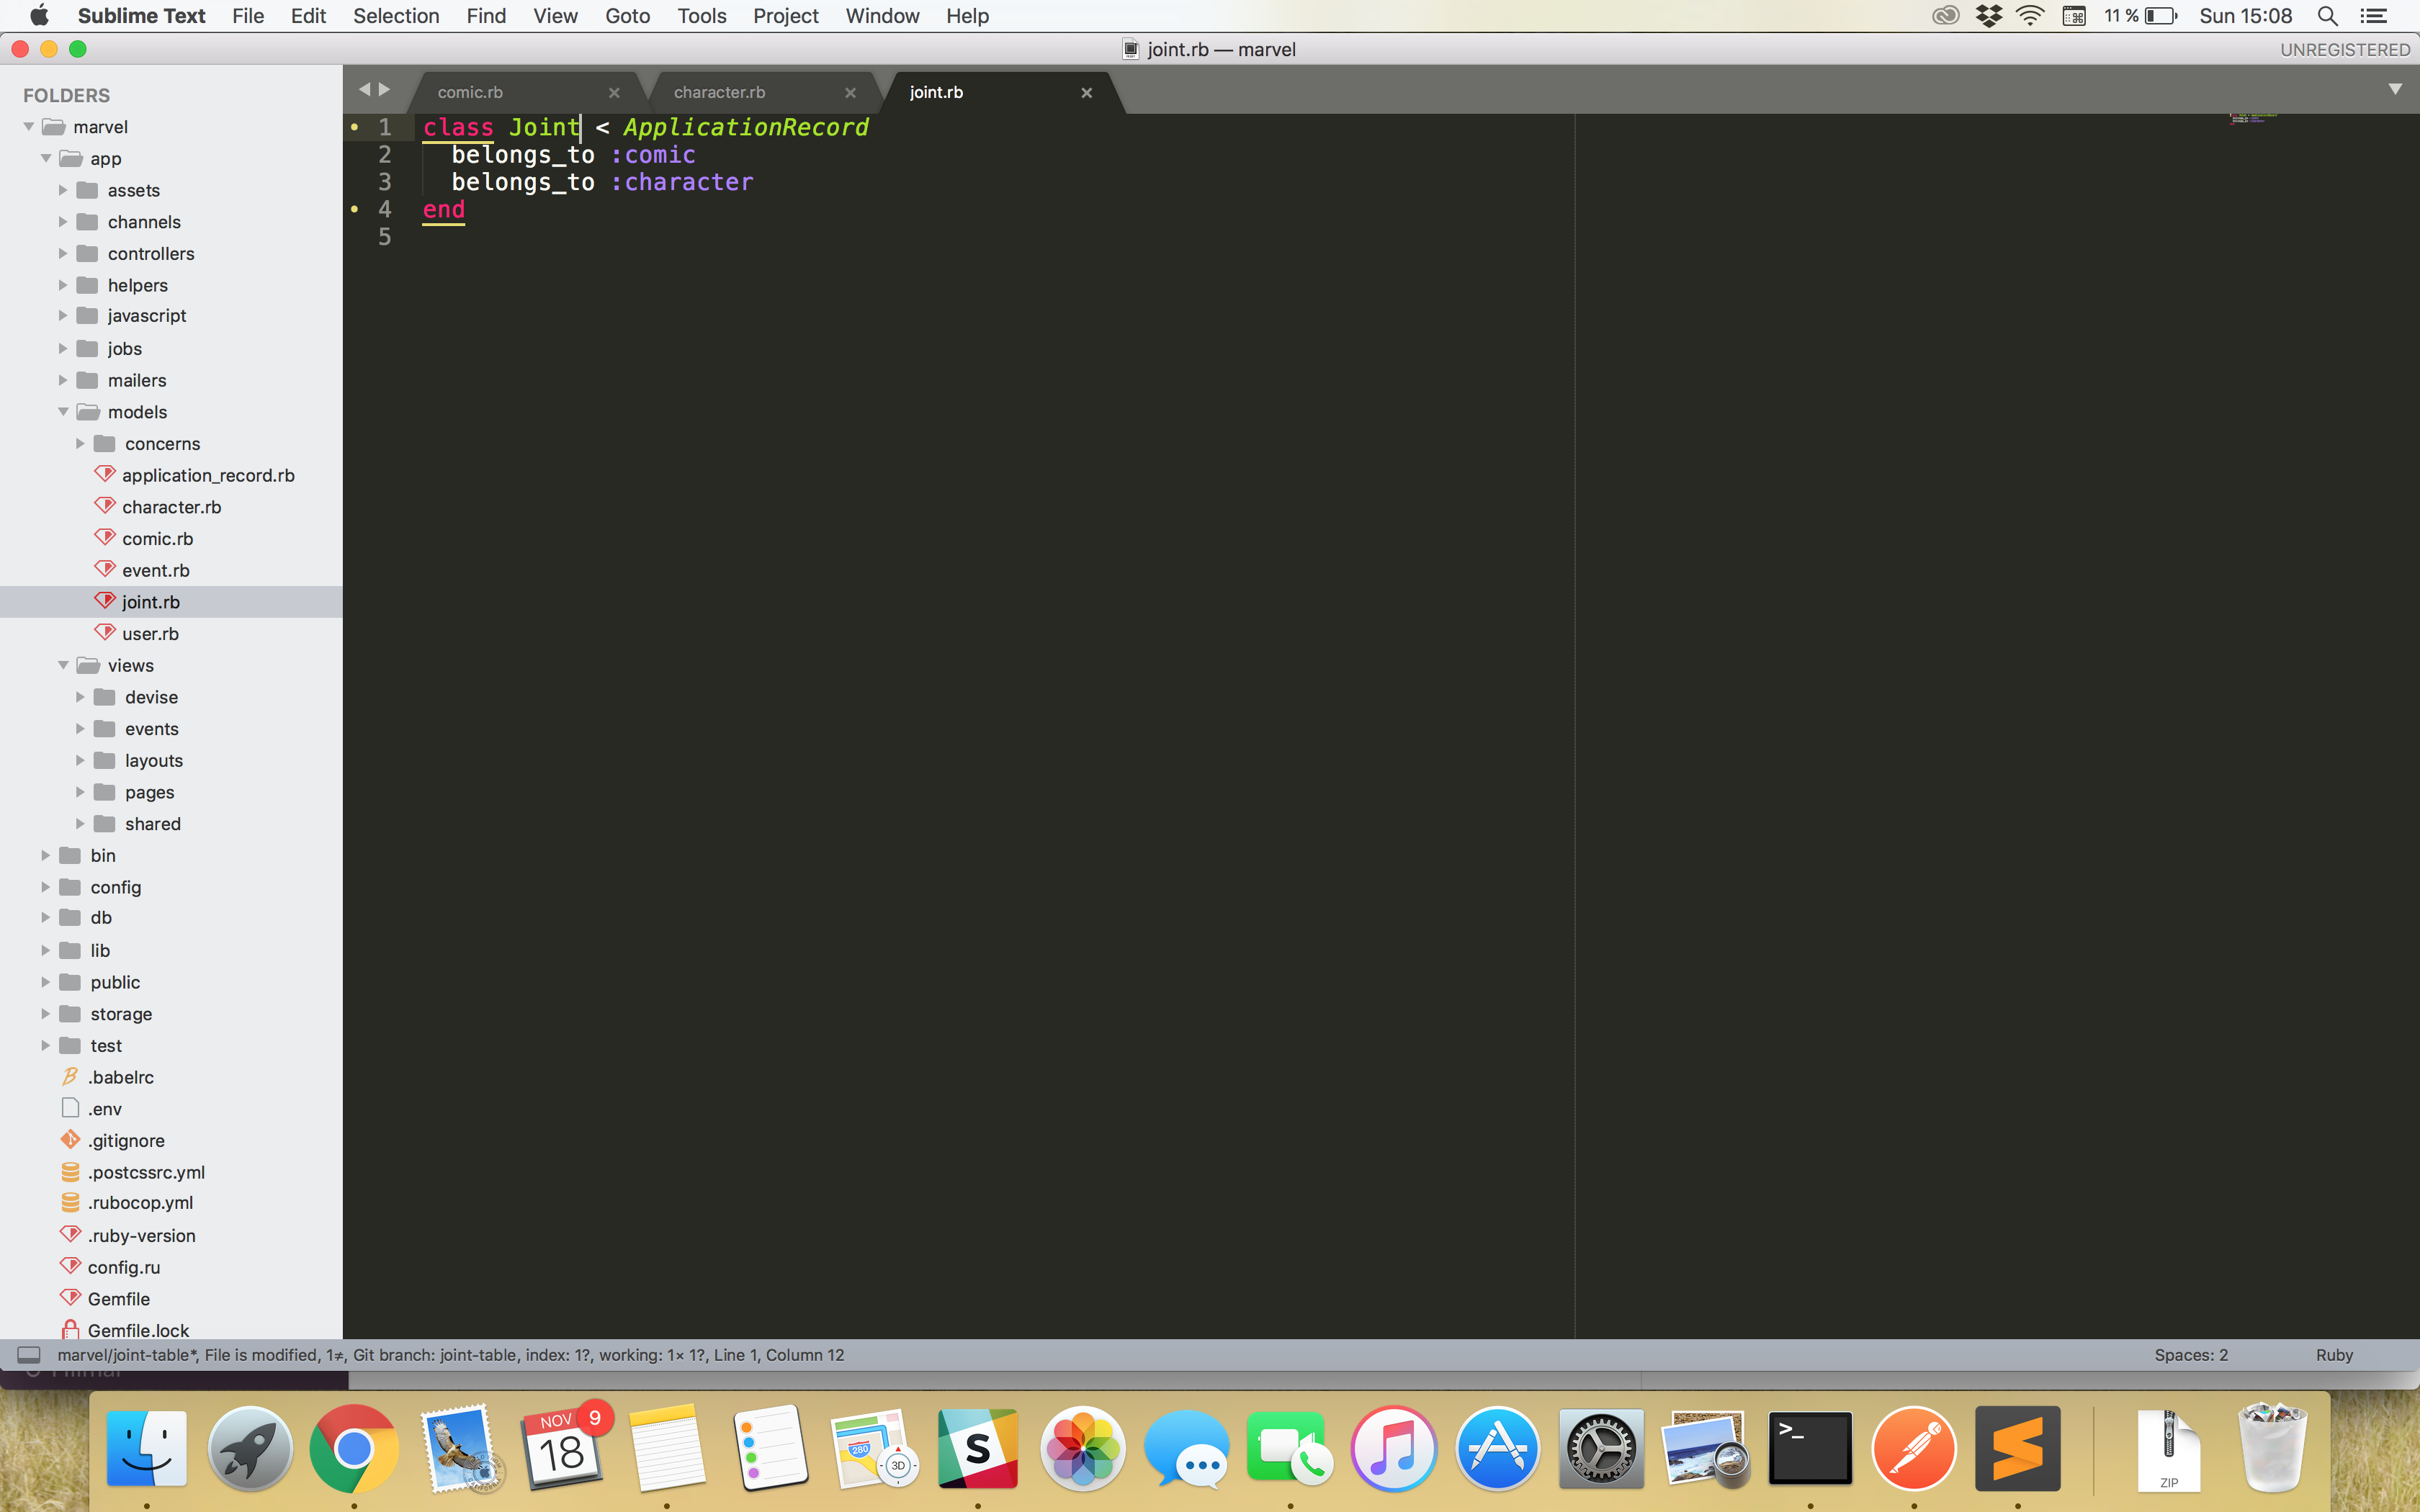 Sublime Text File Edit Selection Find View Goto Tools Project Window Help 11 % Sun 15:08
joint.rb — marvel UNREGISTERED
FOLDERS
marvel
app
assets
channels
controllers
helpers
javascript
jobs
mailers
models
concerns
application_record.rb
character.rb
comic.rb
event.rb
joint.rb
user.rb
views
devise
events
layouts
pages
shared
bin
config
db
lib
public
storage
test
.babelrc
.env
.gitignore
.postcssrc.yml
.rubocop.yml
.ruby-version
config.ru
Gemfile
Gemfile.lock
comic.rb × character.rb × joint.rb ×
1 class Joint < ApplicationRecord
2 belongs_to :comic
3 belongs_to :character
4 end
5
marvel/joint-table*, File is modified, 1≠, Git branch: joint-table, index: 1?, working: 1× 1?, Line 1, Column 12 Spaces: 2 Ruby
NOV
18
9
280
3D
S
>_
ZIP